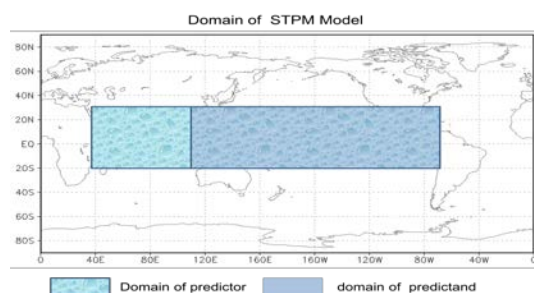 Domain of STPM Model
80N
60N
40N
20N
EQ
20S
40S
60S
80S
0 40E 80E 120E 160E 160W 120W 80W 40W 0
Domain of predictor domain of predictand